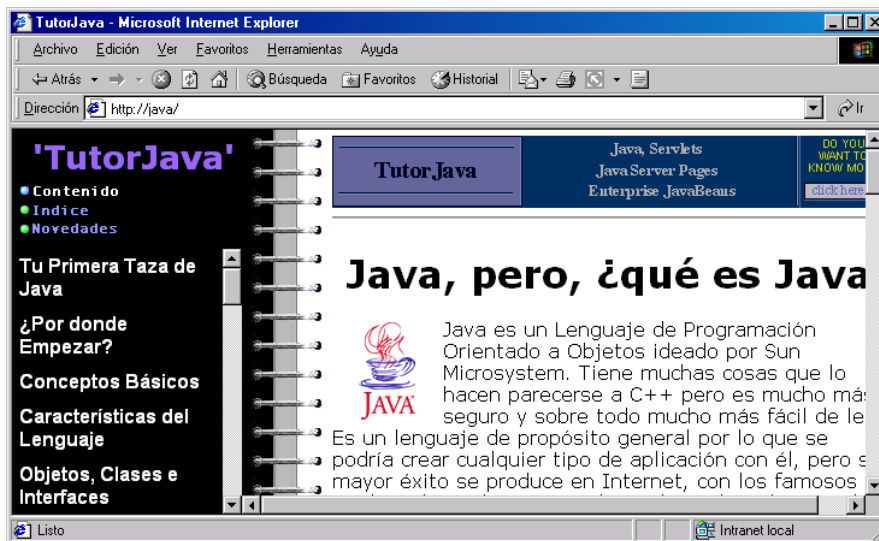 TutorJava - Microsoft Internet Explorer
Archivo Edición Ver Favoritos Herramientas Ayuda
Atrás Búsqueda Favoritos Historial
Dirección http://java/ Ir
'TutorJava'
Contenido
Indice
Novedades
Tu Primera Taza de
Java
¿Por donde
Empezar?
Conceptos Básicos
Características del
Lenguaje
Objetos, Clases e
Interfaces
TutorJava
Java, Servlets
JavaServer Pages
Enterprise JavaBeans
DO YOU
WANT TO
KNOW MO
click here
Java, pero, ¿qué es Java
JAVA
Java es un Lenguaje de Programación
Orientado a Objetos ideado por Sun
Microsystem. Tiene muchas cosas que lo
hacen parecerse a C++ pero es mucho más
seguro y sobre todo mucho más fácil de le
Es un lenguaje de propósito general por lo que se
podría crear cualquier tipo de aplicación con él, pero s
mayor éxito se produce en Internet, con los famosos
Listo
Intranet local